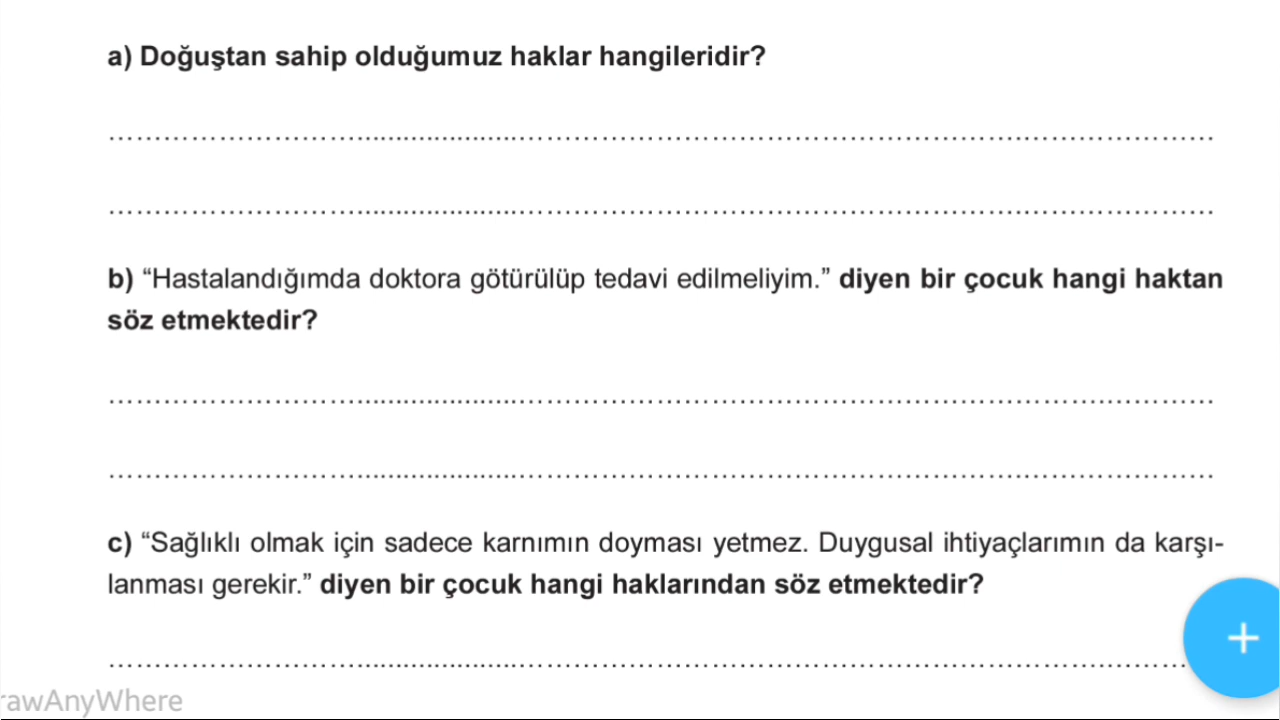 a) Doğuştan sahip olduğumuz haklar hangileridir?
……………………….....................…………………………………………………………………
……………………….....................…………………………………………………………………
b) “Hastalandığımda doktora götürülüp tedavi edilmeliyim.” diyen bir çocuk hangi haktan
söz etmektedir?
……………………….....................…………………………………………………………………
……………………….....................…………………………………………………………………
c) “Sağlıklı olmak için sadece karnımın doyması yetmez. Duygusal ihtiyaçlarımın da karşı-
lanması gerekir.” diyen bir çocuk hangi haklarından söz etmektedir?
……………………….....................………………………………………………………………
+
rawAnyWhere